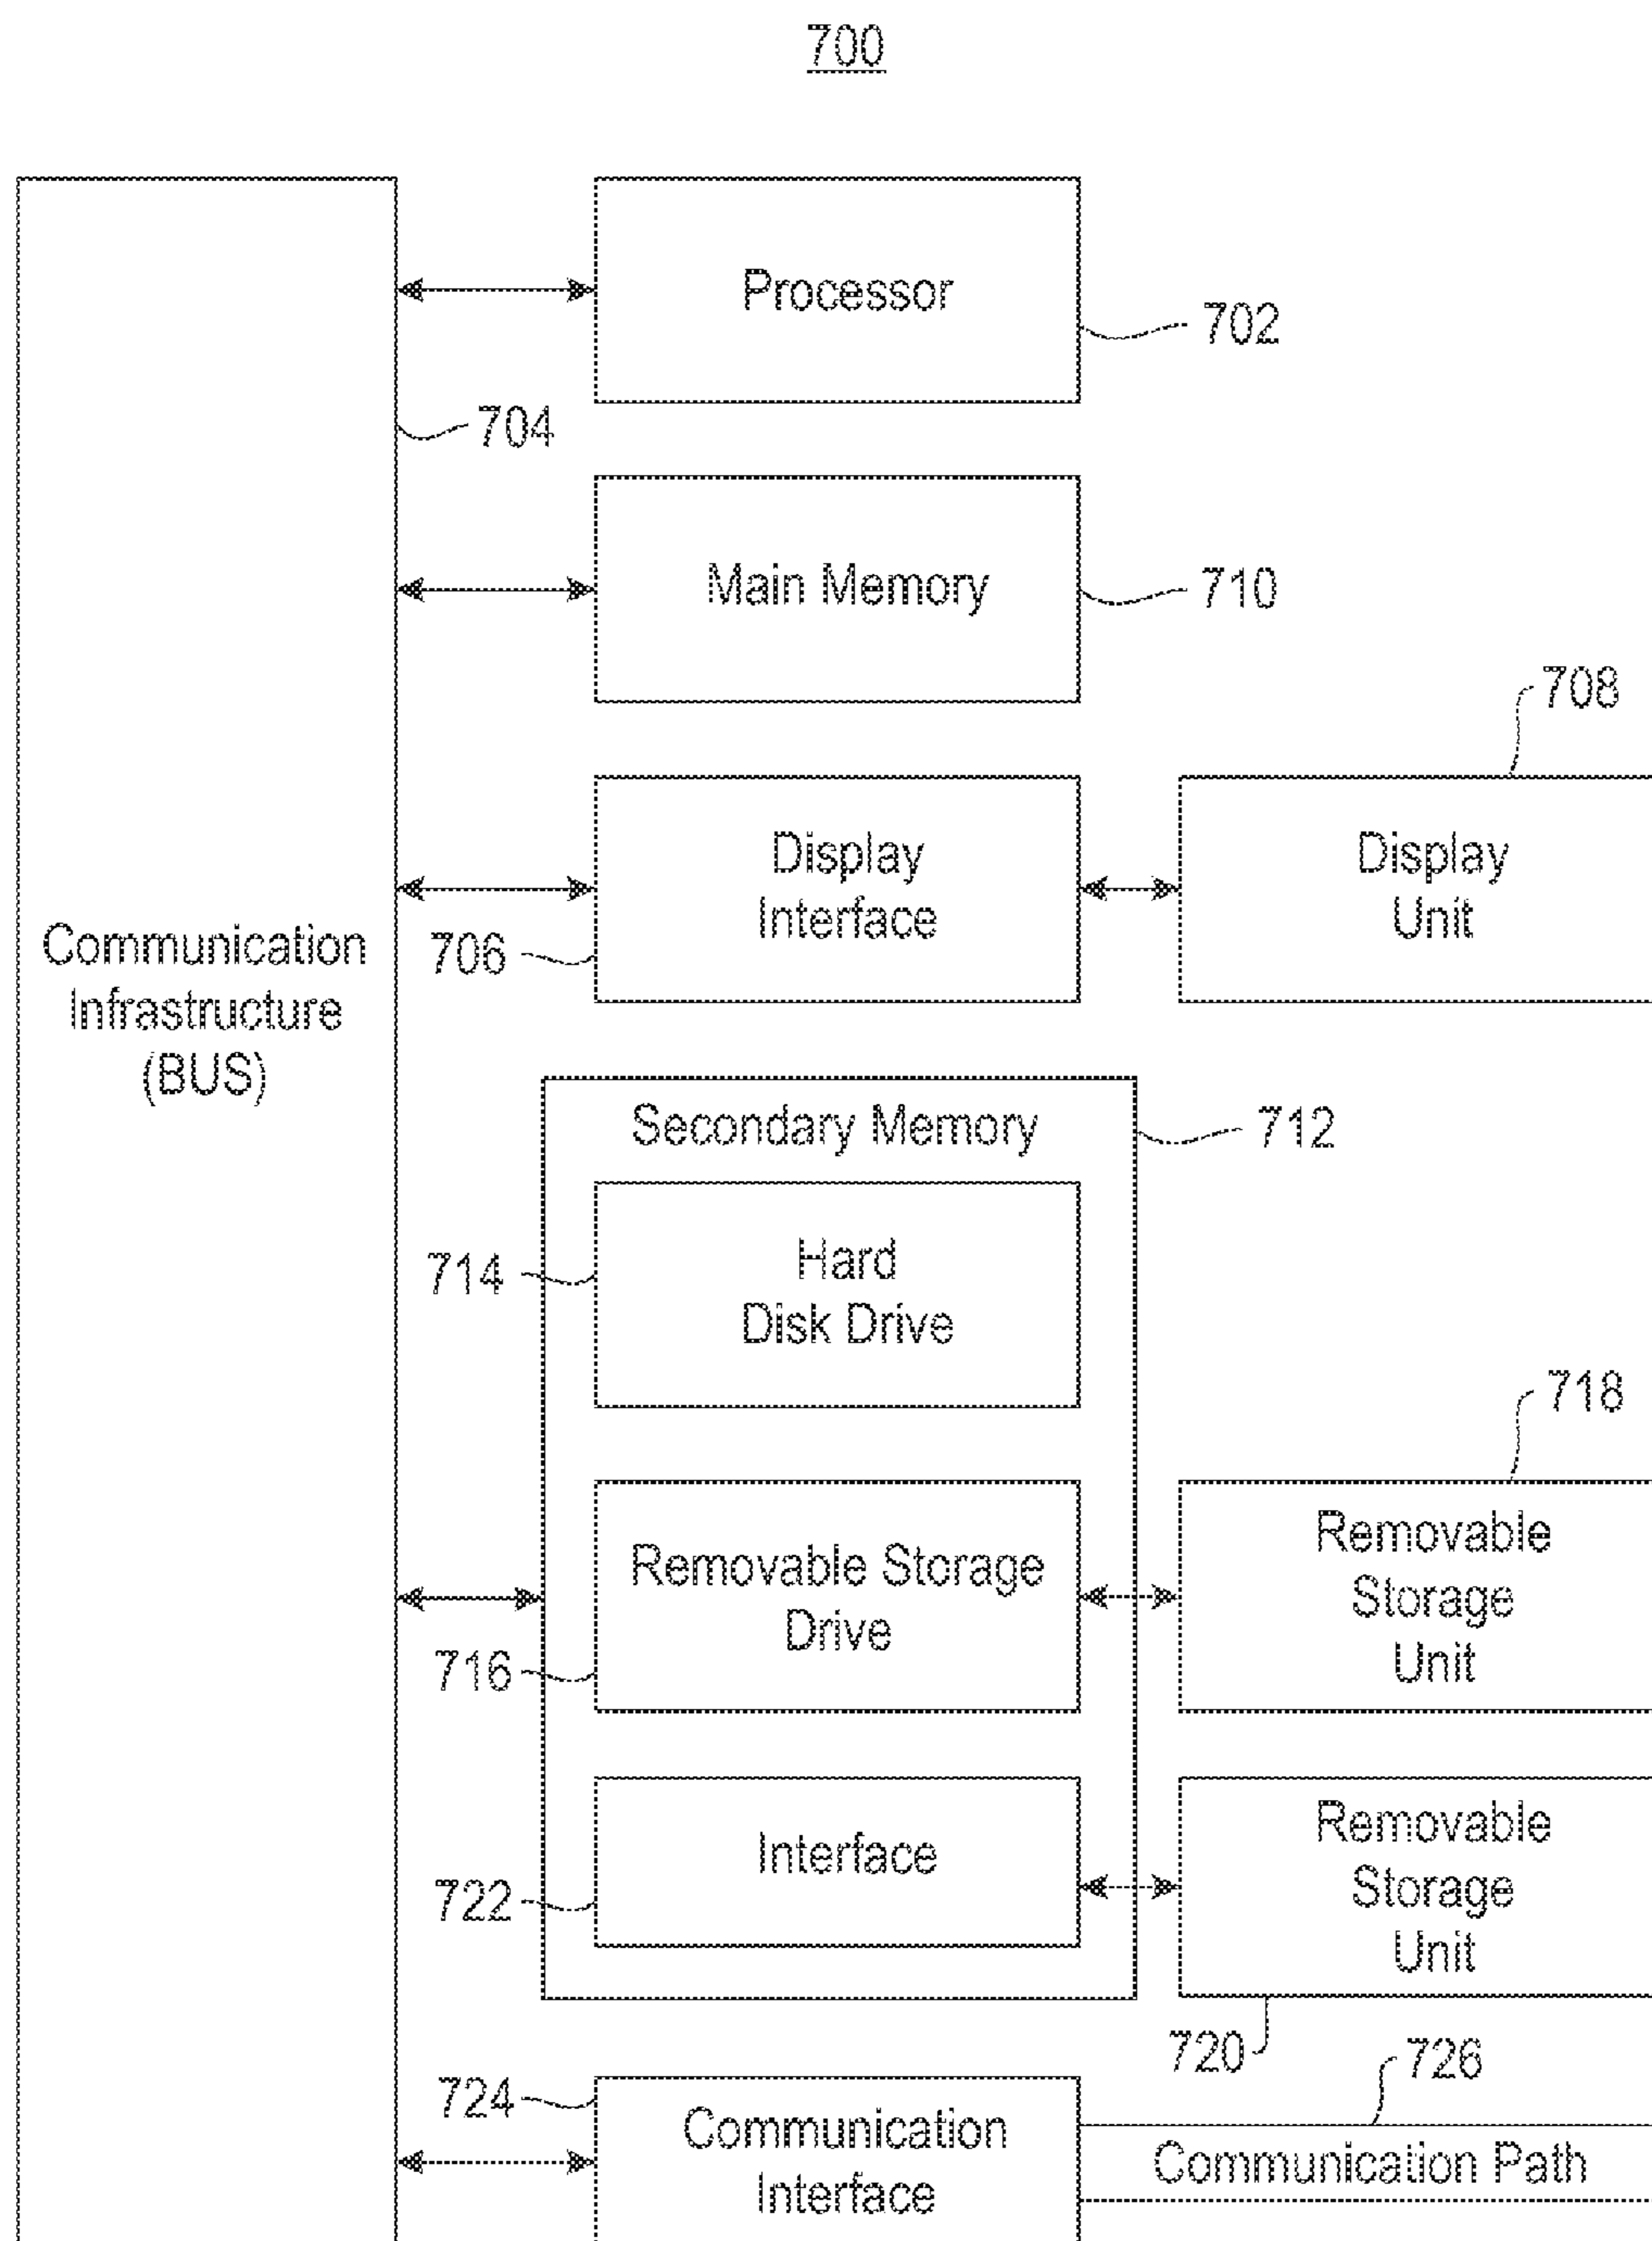 700
Processor
702
704
Main Memory
710
708
Display
Interface
706
Display
Unit
Communication
Infrastructure
(BUS)
Secondary Memory
712
Hard
Disk Drive
714
718
Removable Storage
Drive
716
Removable
Storage
Unit
Interface
722
Removable
Storage
Unit
720
726
724
Communication
Interface
Communication Path